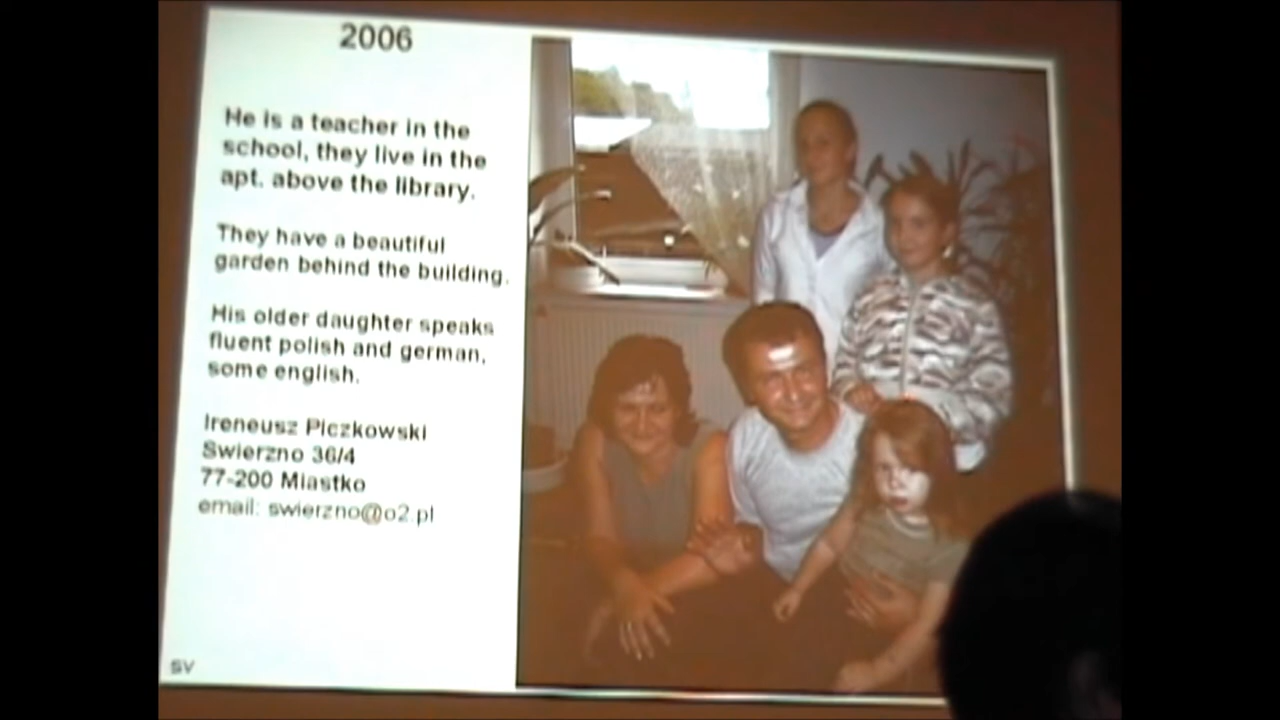 2006
He is a teacher in the
school, they live in the
apt. above the library.
They have a beautiful
garden behind the building.
His older daughter speaks
fluent polish and german,
some english.
Ireneusz Piczkowski
Swierzno 36/4
77-200 Miastko
email: swierzno@o2.pl
SV